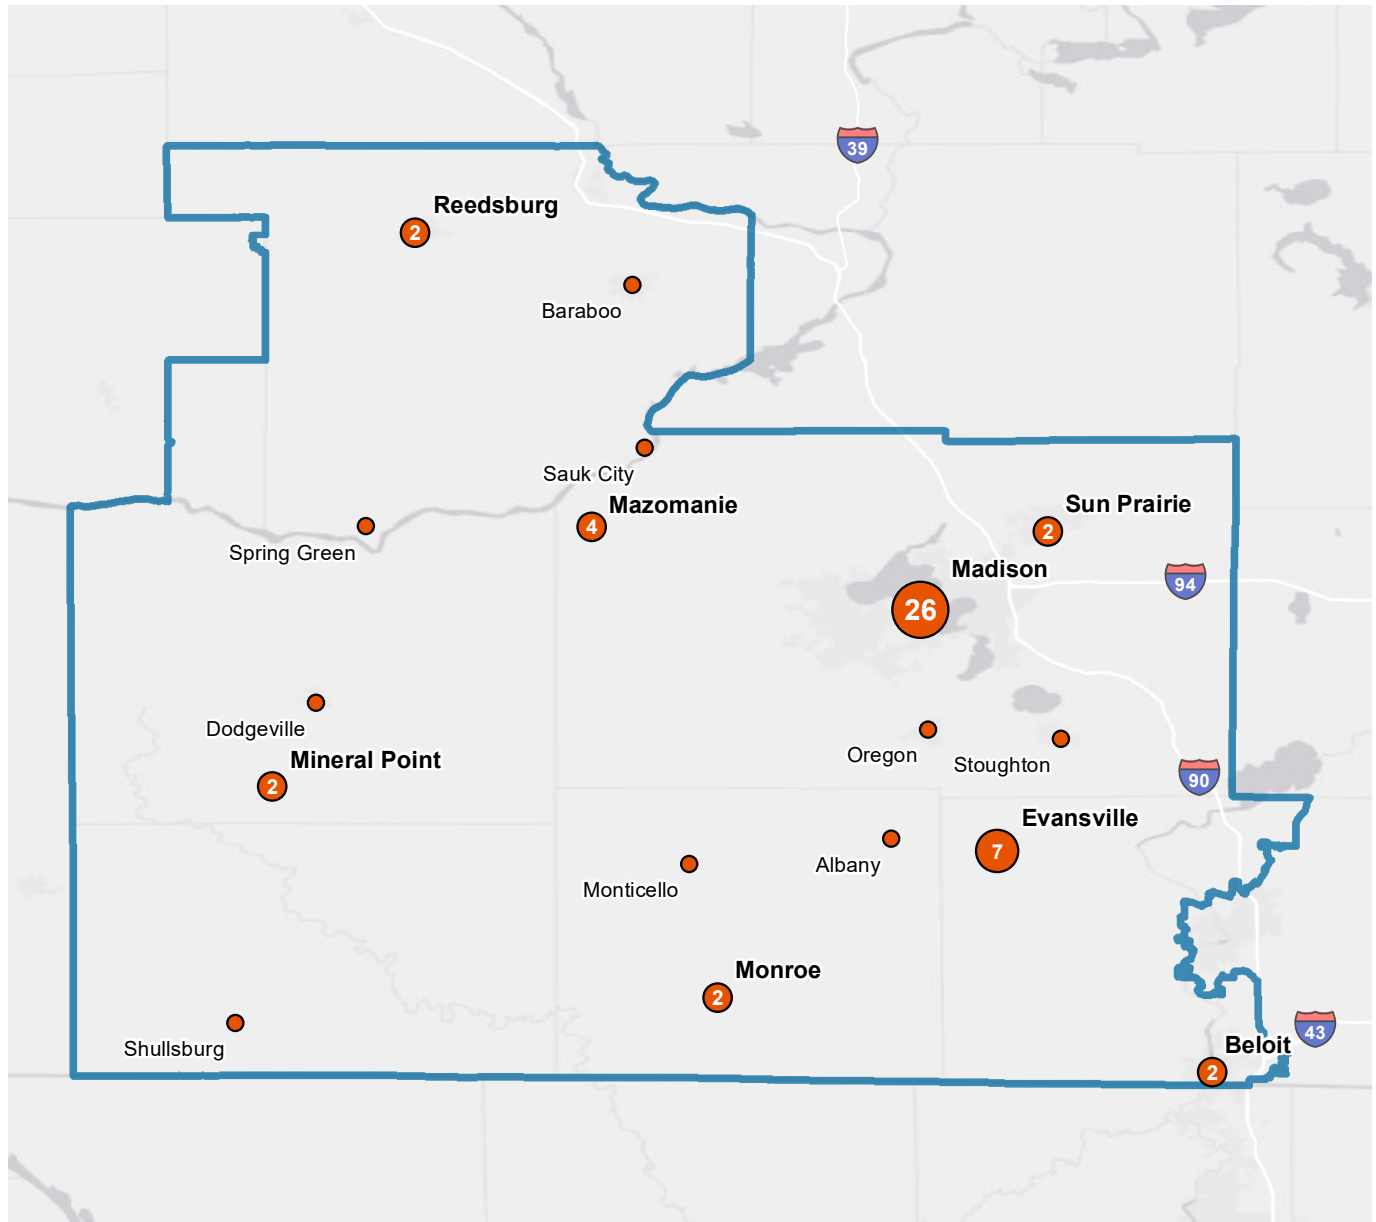 39
Reedsburg
2
Baraboo
Sauk City
Mazomanie
4
Sun Prairie
2
Spring Green
Madison
94
26
Dodgeville
Oregon
Stoughton
Mineral Point
2
90
Evansville
7
Albany
Monticello
Monroe
2
Shullsburg
43
Beloit
2